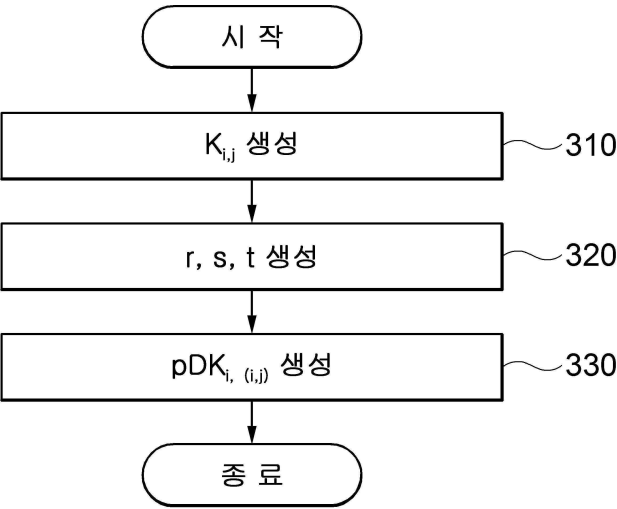 시 작
K_{i,j} 생성
310
r, s, t 생성
320
pDK_{i, (i,j)} 생성
330
종 료